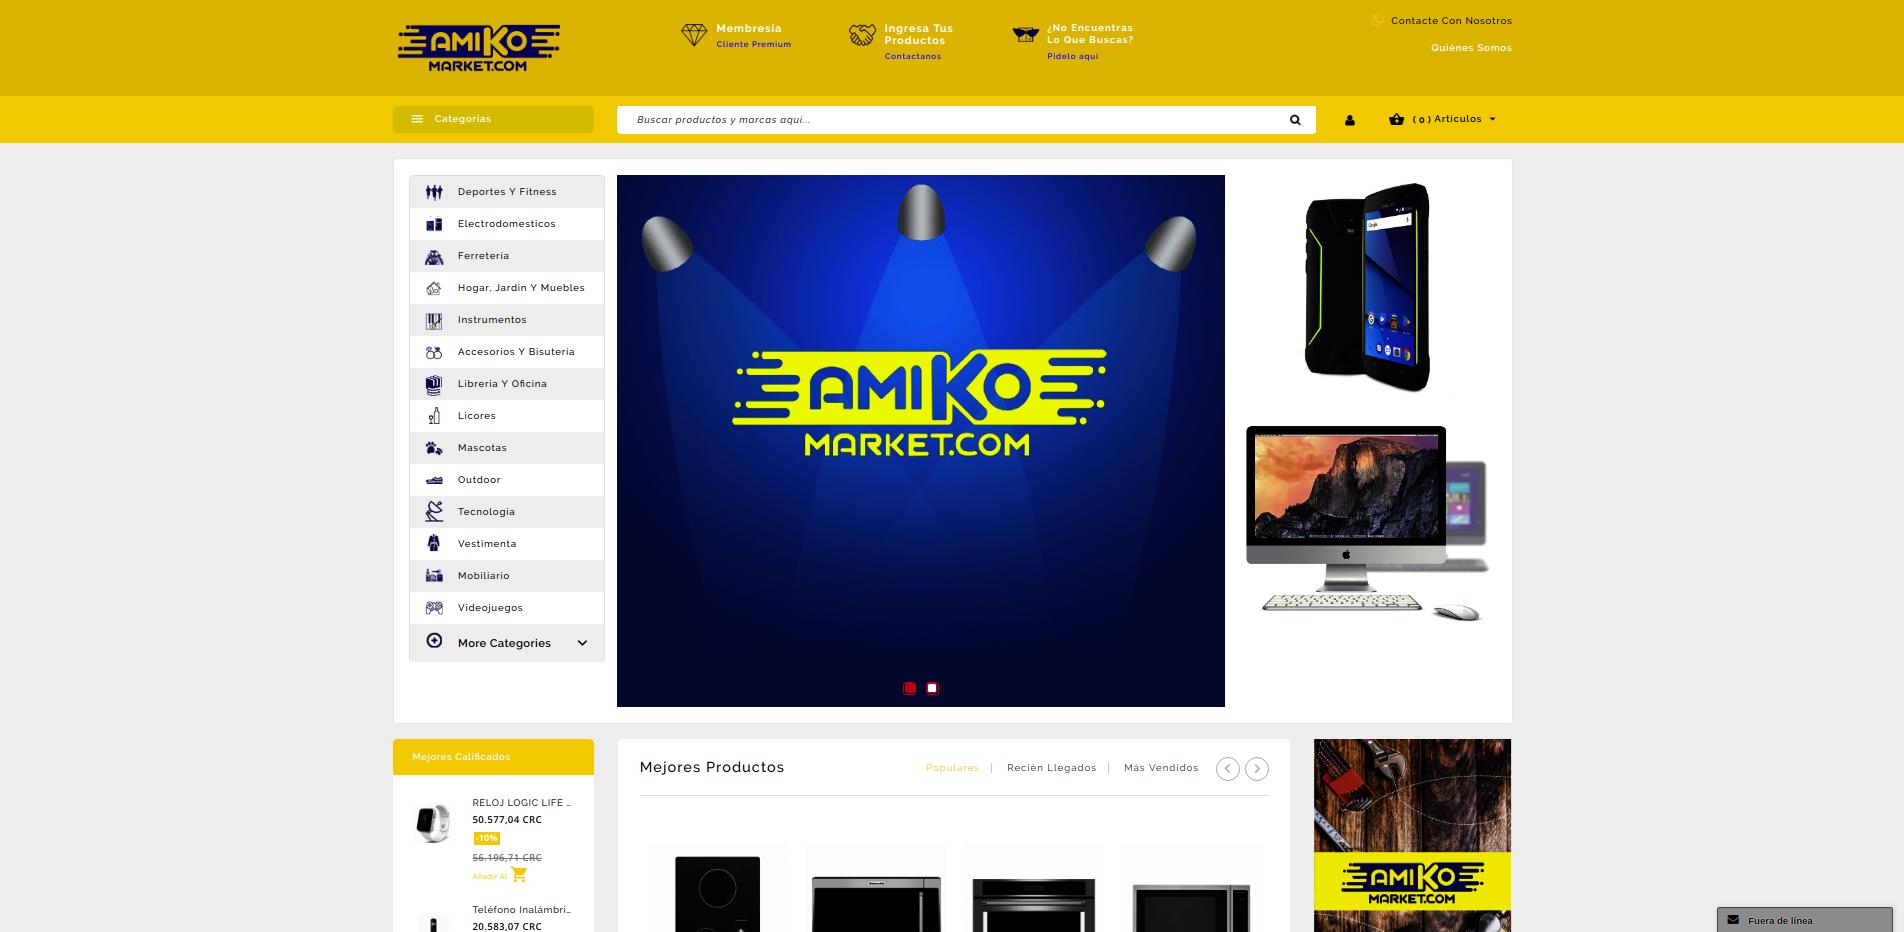 AMIKO
MARKET.COM
Membresía
Cliente Premium
Ingresa Tus
Productos
Contactanos
¿No Encuentras
Lo Que Buscas?
Pidelo aquí
Contacte Con Nosotros
Quiénes Somos
Categorias
Buscar productos y marcas aqui...
( 0 ) Artículos
Deportes Y Fitness
Electrodomesticos
Ferreteria
Hogar, Jardin Y Muebles
Instrumentos
Accesorios Y Bisuteria
Libreria Y Oficina
Licores
Mascotas
Outdoor
Tecnologia
Vestimenta
Mobiliario
Videojuegos
More Categories
AMIKO
MARKET.COM
Google
Mejores Calificados
RELOJ LOGIC LIFE ...
50.577,04 CRC
-10%
56.196,71 CRC
Añadir Al
Teléfono Inalámbri...
20.583,07 CRC
Mejores Productos
Populares
Recién Llegados
Más Vendidos
AMIKO
MARKET.COM
Fuera de línea